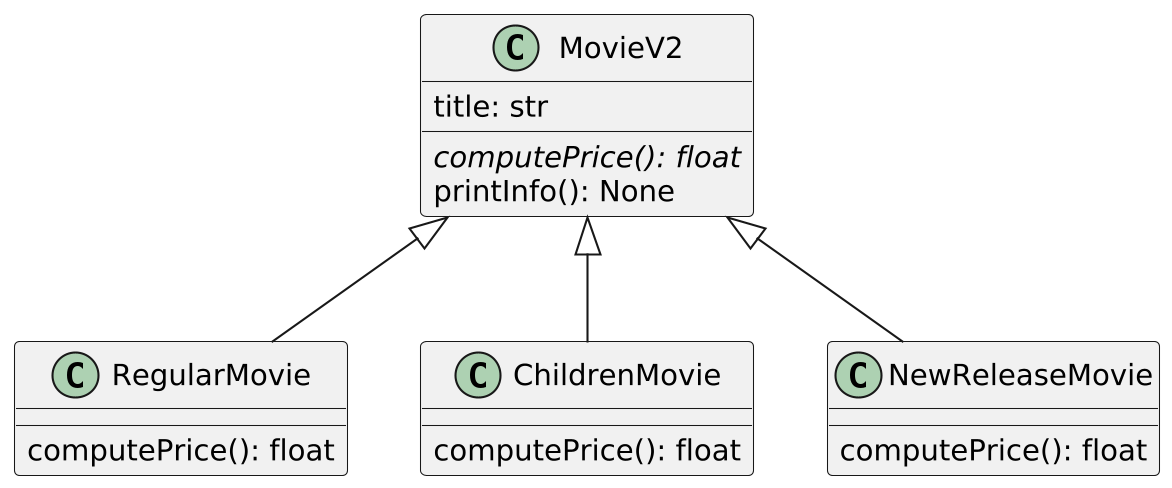 C MovieV2
title: str
computePrice(): float
printInfo(): None
C RegularMovie
computePrice(): float
C ChildrenMovie
computePrice(): float
C NewReleaseMovie
computePrice(): float